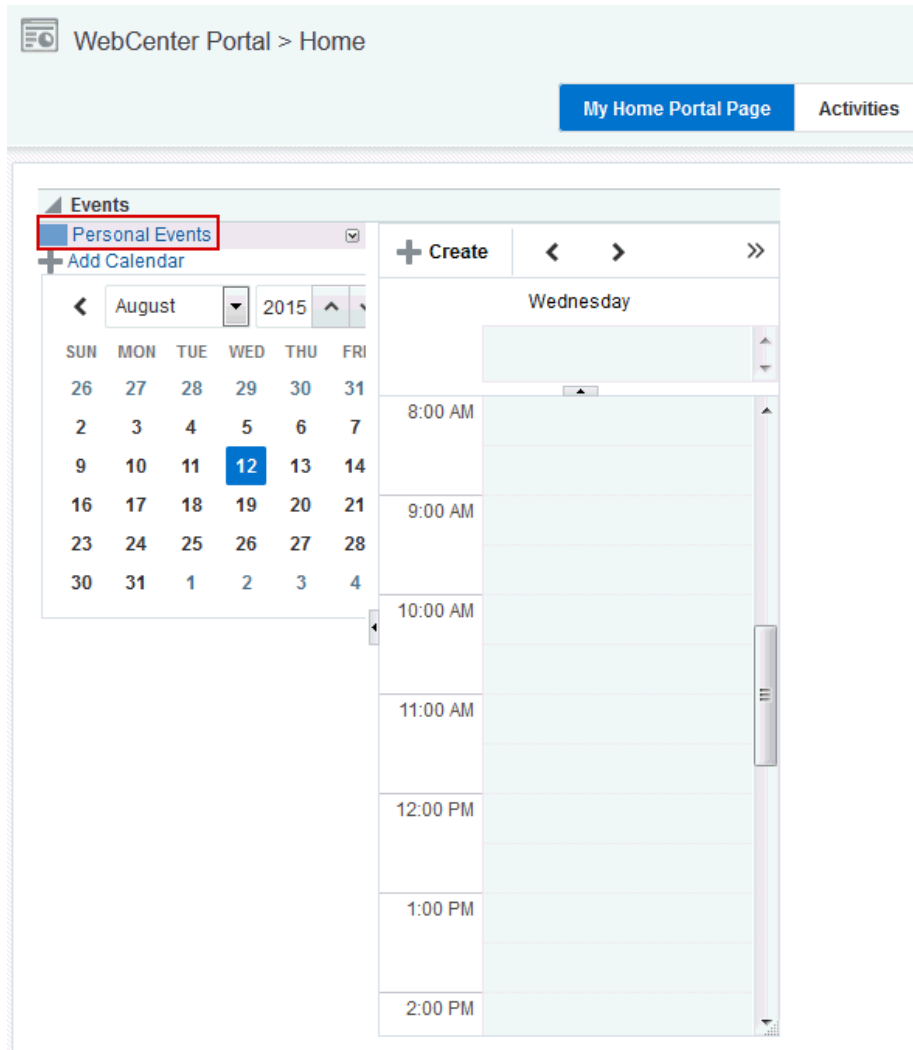 WebCenter Portal > Home
My Home Portal Page Activities
Events
Personal Events
Add Calendar
August 2015
SUN MON TUE WED THU FRI
26 27 28 29 30 31
2 3 4 5 6 7
9 10 11 12 13 14
16 17 18 19 20 21
23 24 25 26 27 28
30 31 1 2 3 4
Create
Wednesday
8:00 AM
9:00 AM
10:00 AM
11:00 AM
12:00 PM
1:00 PM
2:00 PM